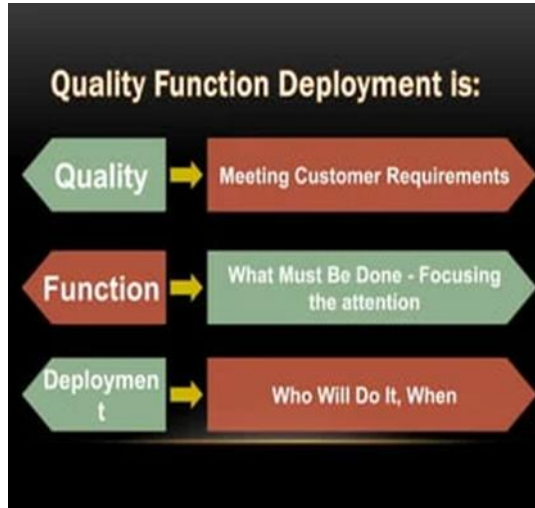 Quality Function Deployment is:
Quality
Meeting Customer Requirements
Function
What Must Be Done - Focusing
the attention
Deploymen
t
Who Will Do It, When